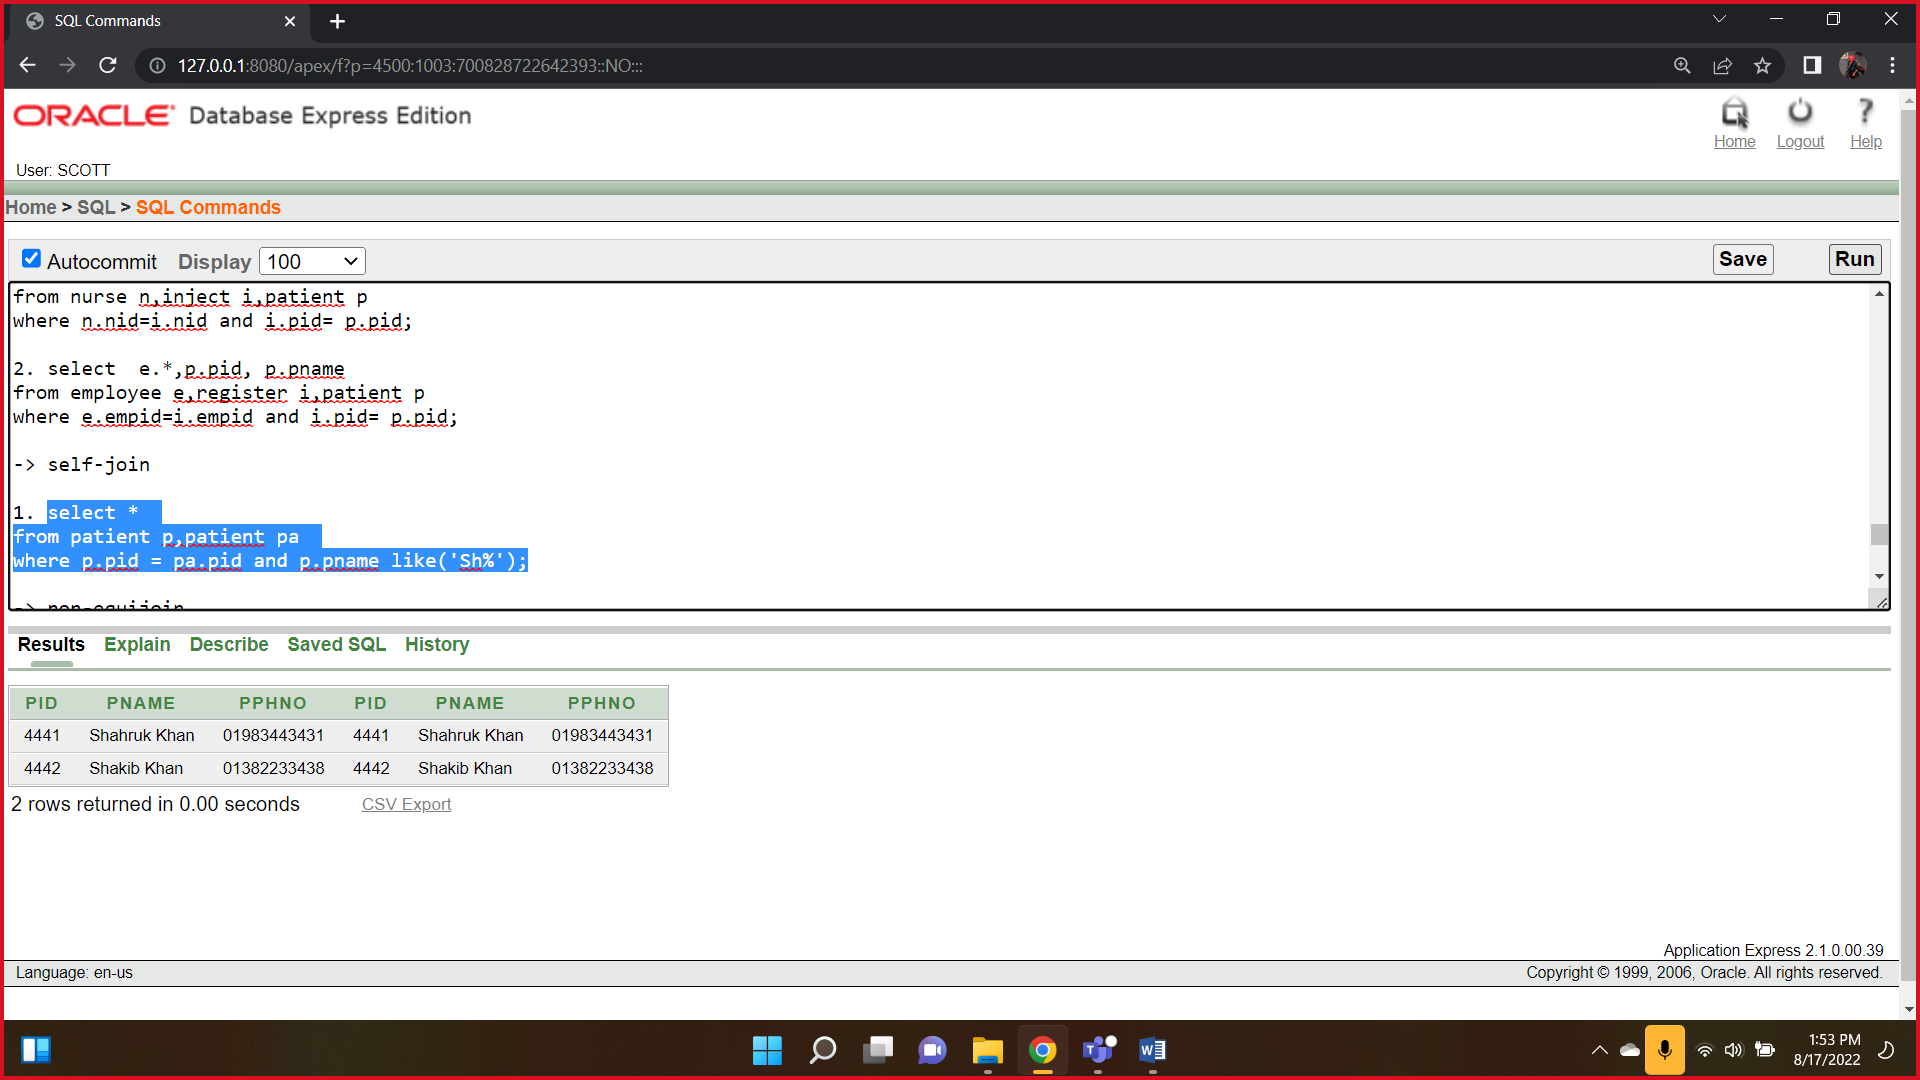 SQL Commands
127.0.0.1:8080/apex/f?p=4500:1003:700828722642393::NO:::
ORACLE Database Express Edition
Home Logout Help
User: SCOTT
Home > SQL > SQL Commands
Autocommit Display 100 Save Run
from nurse n,inject i,patient p
where n.nid=i.nid and i.pid= p.pid;
2. select  e.*,p.pid, p.pname
from employee e,register i,patient p
where e.empid=i.empid and i.pid= p.pid;
-> self-join
1. select *
from patient p,patient pa
where p.pid = pa.pid and p.pname like('Sh%');
-> non-equijoin
Results Explain Describe Saved SQL History
PID PNAME PPHNO PID PNAME PPHNO
4441 Shahruk Khan 01983443431 4441 Shahruk Khan 01983443431
4442 Shakib Khan 01382233438 4442 Shakib Khan 01382233438
2 rows returned in 0.00 seconds CSV Export
Application Express 2.1.0.00.39
Language: en-us Copyright © 1999, 2006, Oracle. All rights reserved.
1:53 PM
8/17/2022